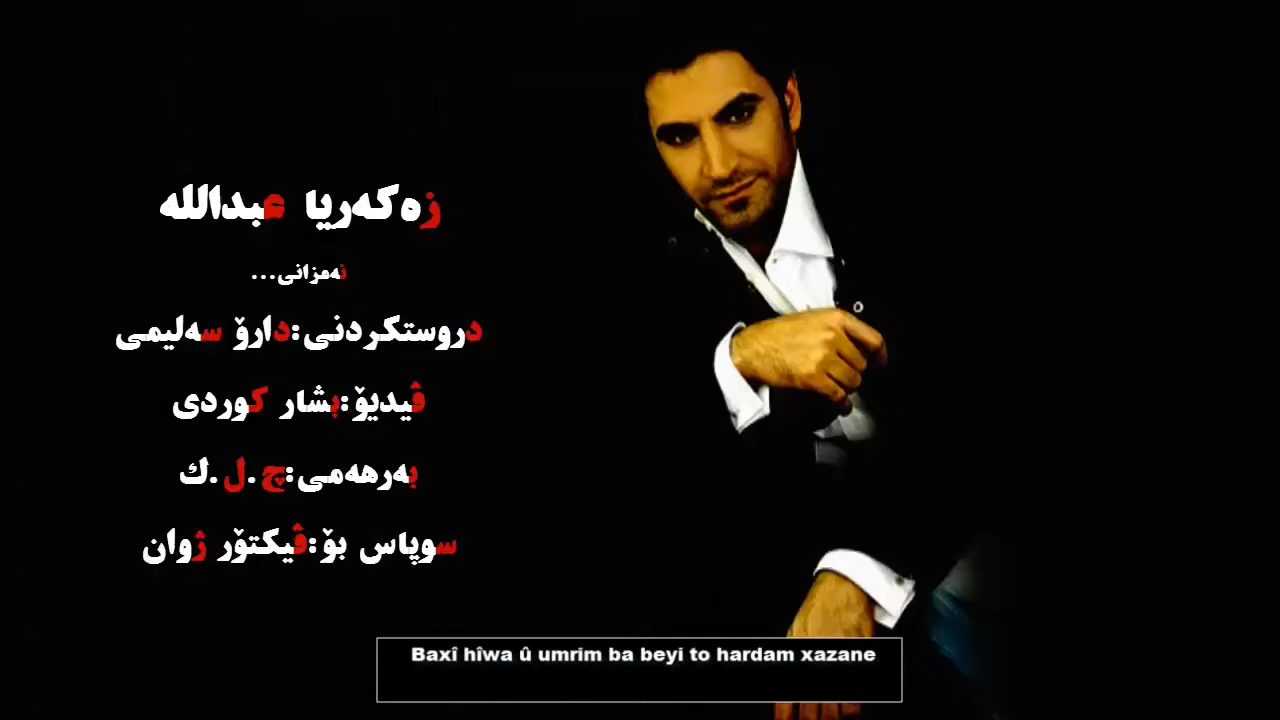 زەکەریا عبداللە
نەمزانی...
دروستکردنی:دارۆ سەلیمی
ڤیدیۆ:بشار کوردی
بەرهەمی:چ.ل.ك
سوپاس بۆ:ڤیکتۆر ژوان
Baxî hîwa û umrim ba beyi to hardam xazane